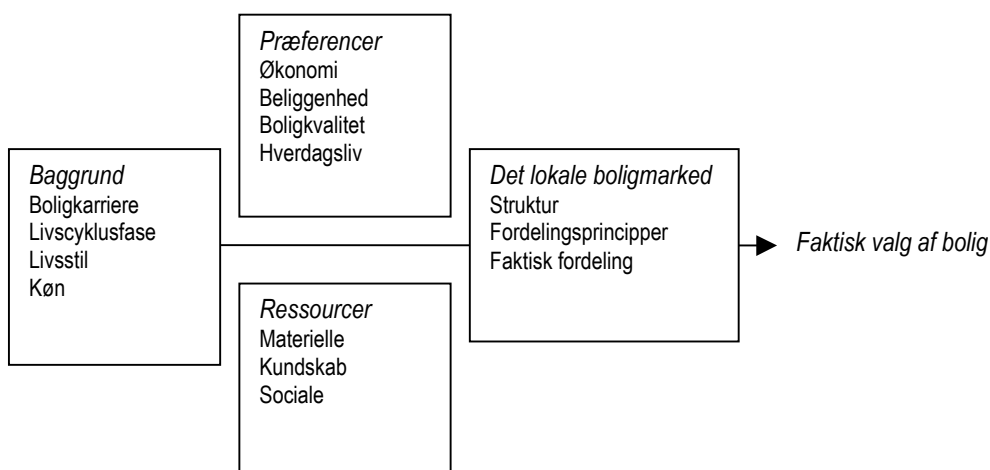 Præferencer
Økonomi
Beliggenhed
Boligkvalitet
Hverdagsliv
Baggrund
Boligkarriere
Livscyklusfase
Livsstil
Køn
Det lokale boligmarked
Struktur
Fordelingsprincipper
Faktisk fordeling
Faktisk valg af bolig
Ressourcer
Materielle
Kundskab
Sociale